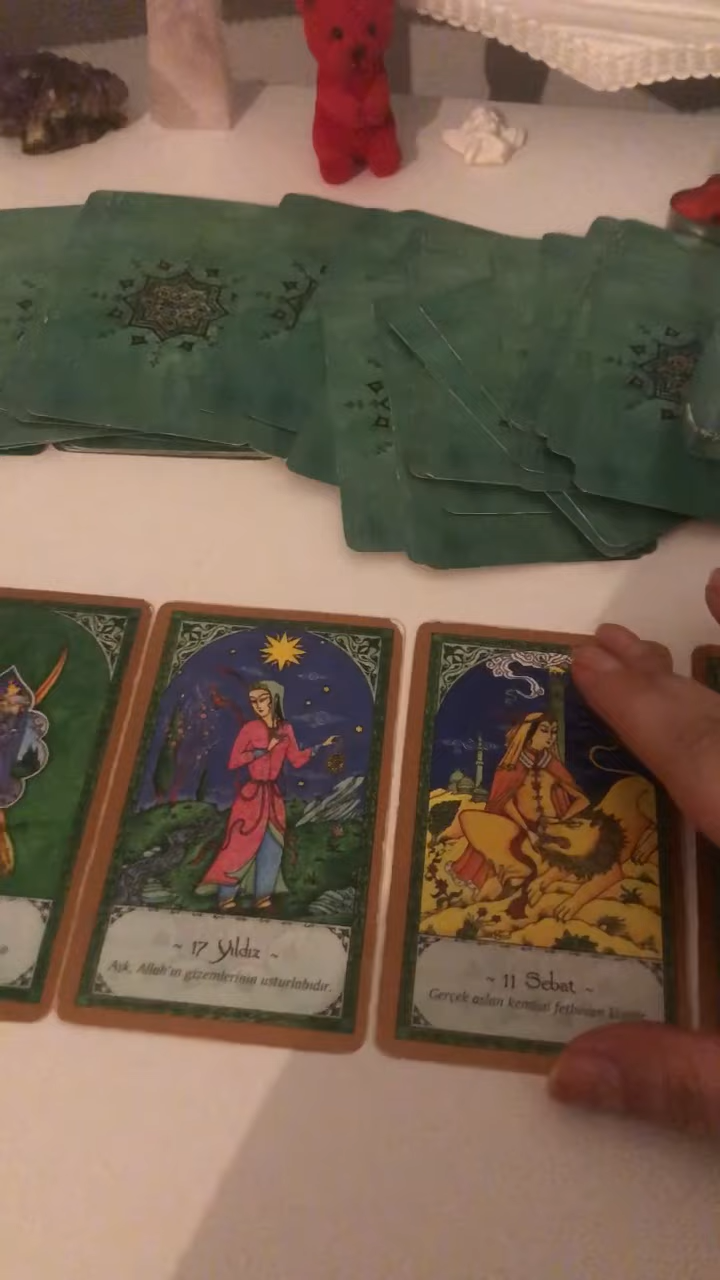 ~ 17 Yıldız ~
Aşk, Allah'ın gizemlerinin usturlabıdır.
~ 11 Sebat ~
Gerçek aslan kendini fetheden